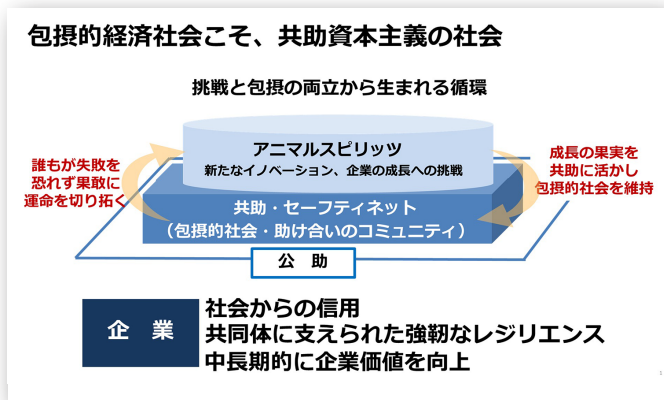 包摂的経済社会こそ、共助資本主義の社会
挑戦と包摂の両立から生まれる循環
アニマルスピリッツ
新たなイノベーション、企業の成長への挑戦
誰もが失敗を
恐れず果敢に
運命を切り拓く
成長の果実を
共助に活かし
包摂的社会を維持
共助・セーフティネット
（包摂的社会・助け合いのコミュニティ）
公 助
企 業
社会からの信用
共同体に支えられた強靭なレジリエンス
中長期的に企業価値を向上